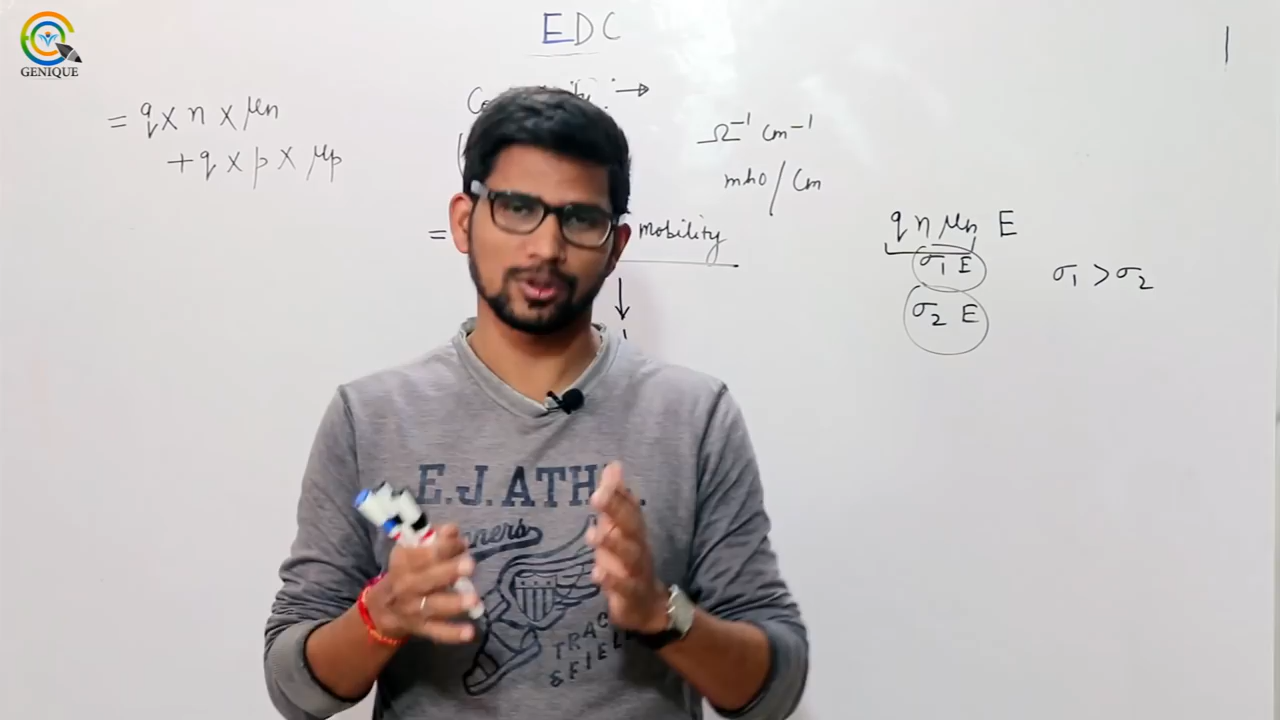 GENIQUE
EDC
= q × n × μn
+ q × p × μp
→
Ω⁻¹ cm⁻¹
mho/cm
= mobility
↓
q n μn E
σ1 E
σ2 E
σ1 > σ2
E.J. ATH
TRAC
& FIEL